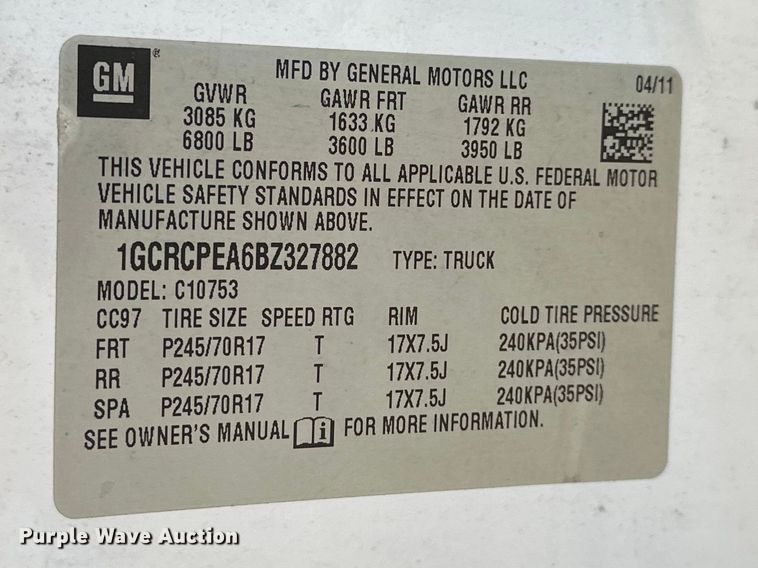 GM®
MFD BY GENERAL MOTORS LLC 04/11
GVWR GAWR FRT GAWR RR
3085 KG 1633 KG 1792 KG
6800 LB 3600 LB 3950 LB
THIS VEHICLE CONFORMS TO ALL APPLICABLE U.S. FEDERAL MOTOR
VEHICLE SAFETY STANDARDS IN EFFECT ON THE DATE OF
MANUFACTURE SHOWN ABOVE.
1GCRCPEA6BZ327882 TYPE: TRUCK
MODEL: C10753
CC97 TIRE SIZE SPEED RTG RIM COLD TIRE PRESSURE
FRT P245/70R17 T 17X7.5J 240KPA(35PSI)
RR P245/70R17 T 17X7.5J 240KPA(35PSI)
SPA P245/70R17 T 17X7.5J 240KPA(35PSI)
SEE OWNER'S MANUAL i FOR MORE INFORMATION.
Purple Wave Auction